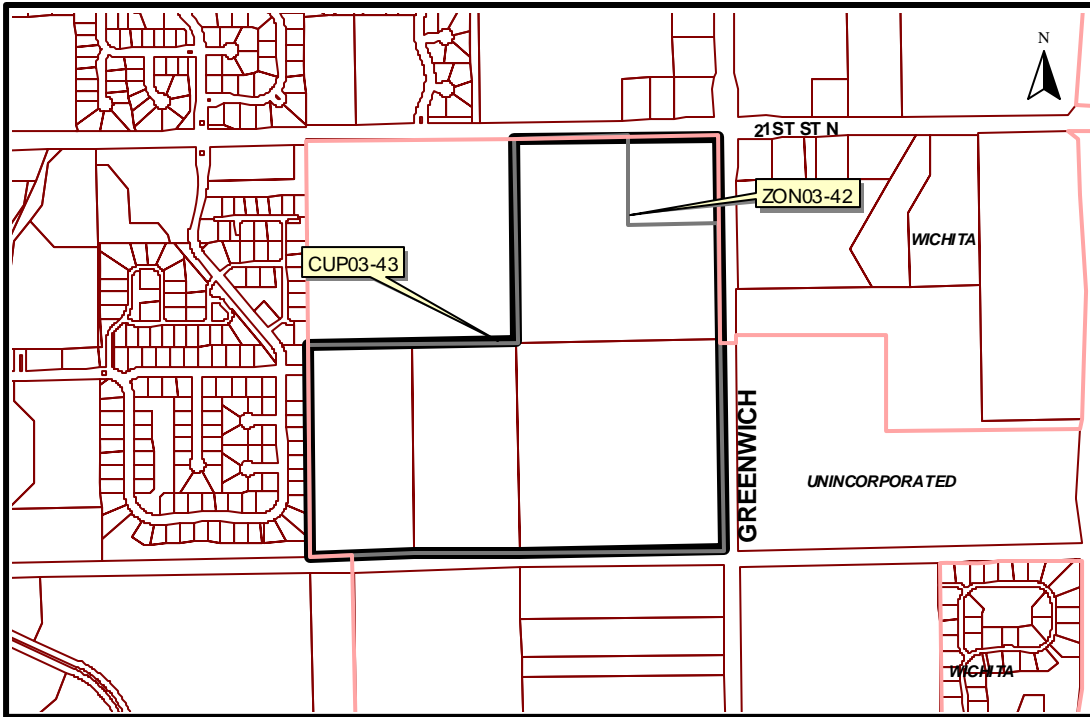 N
21ST ST N
ZON03-42
WICHITA
CUP03-43
GREENWICH
UNINCORPORATED
WICHITA